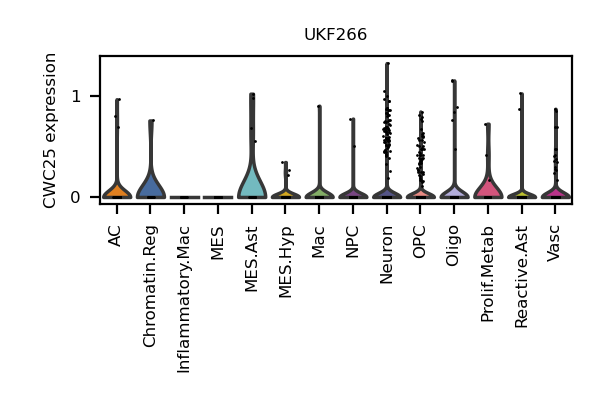 UKF266
CWC25 expression
1
0
AC
Chromatin.Reg
Inflammatory.Mac
MES
MES.Ast
MES.Hyp
Mac
NPC
Neuron
OPC
Oligo
Prolif.Metab
Reactive.Ast
Vasc